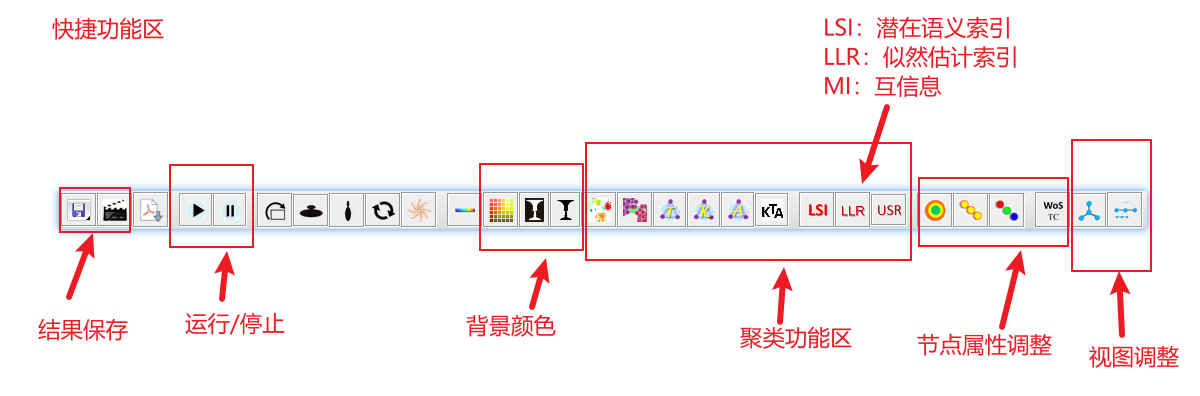 快捷功能区
LSI：潜在语义索引
LLR：似然估计索引
MI：互信息
T
K
A
KTA
LSI
LLR
USR
WoS
TC
结果保存
运行/停止
背景颜色
聚类功能区
节点属性调整
视图调整